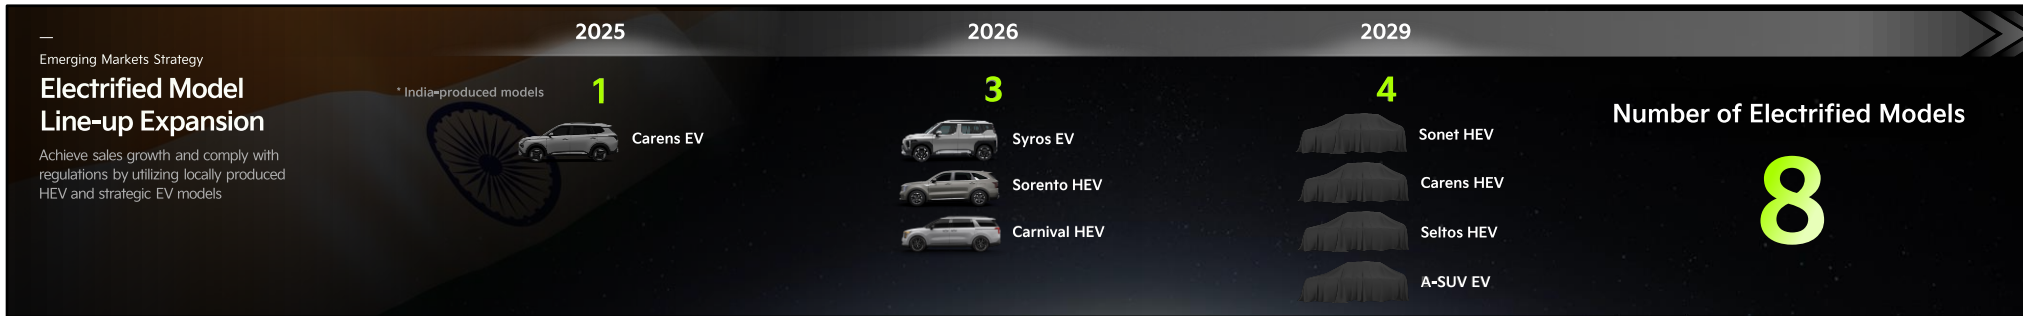 Emerging Markets Strategy
Electrified Model
Line-up Expansion
Achieve sales growth and comply with
regulations by utilizing locally produced
HEV and strategic EV models
* India-produced models
2025
1
Carens EV
2026
3
Syros EV
Sorento HEV
Carnival HEV
2029
4
Sonet HEV
Carens HEV
Seltos HEV
A-SUV EV
Number of Electrified Models
8